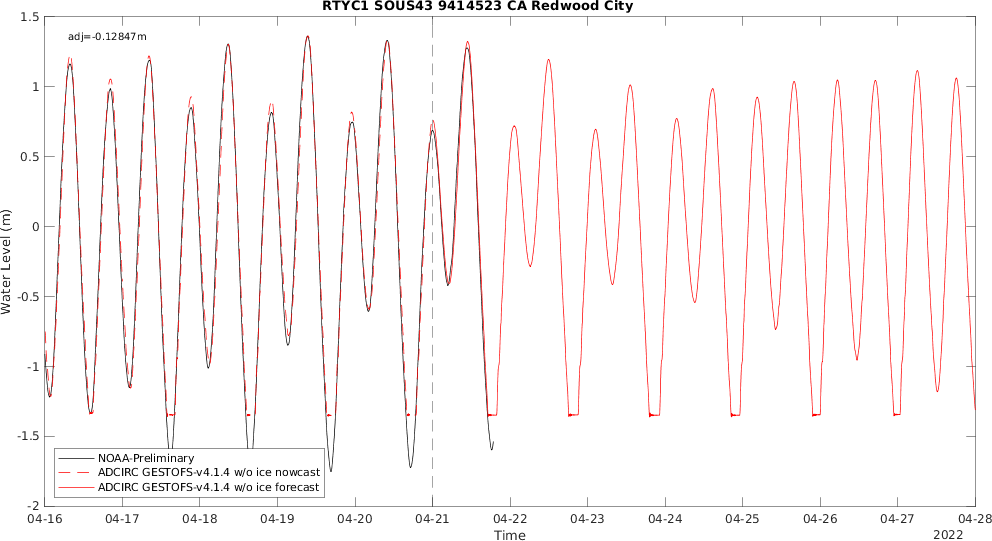 RTYC1 SOUS43 9414523 CA Redwood City
adj=-0.12847m
1.5
1
0.5
0
-0.5
-1
-1.5
-2
Water Level (m)
NOAA-Preliminary
ADCIRC GESTOFS-v4.1.4 w/o ice nowcast
ADCIRC GESTOFS-v4.1.4 w/o ice forecast
04-16 04-17 04-18 04-19 04-20 04-21 04-22 04-23 04-24 04-25 04-26 04-27 04-28
Time
2022